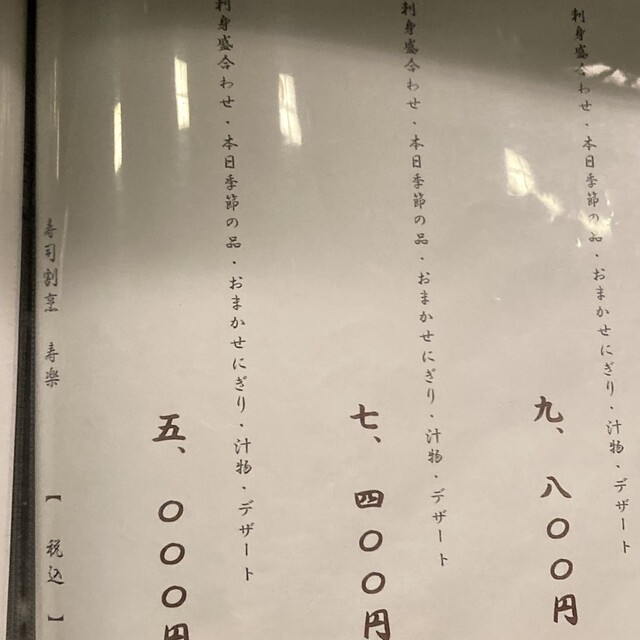 刺身盛合わせ・本日季節の品・おまかせにぎり・汁物・デザート
九、八〇〇円
刺身盛合わせ・本日季節の品・おまかせにぎり・汁物・デザート
七、四〇〇円
刺身盛合わせ・本日季節の品・おまかせにぎり・汁物・デザート
五、〇〇〇円
寿司割烹 寿楽 【税込】